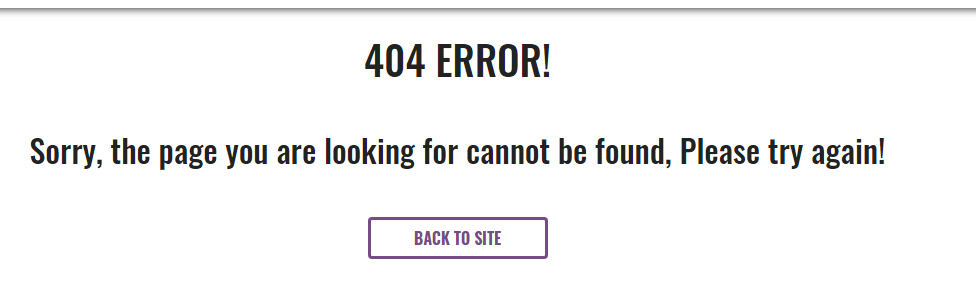 404 ERROR!
Sorry, the page you are looking for cannot be found, Please try again!
BACK TO SITE